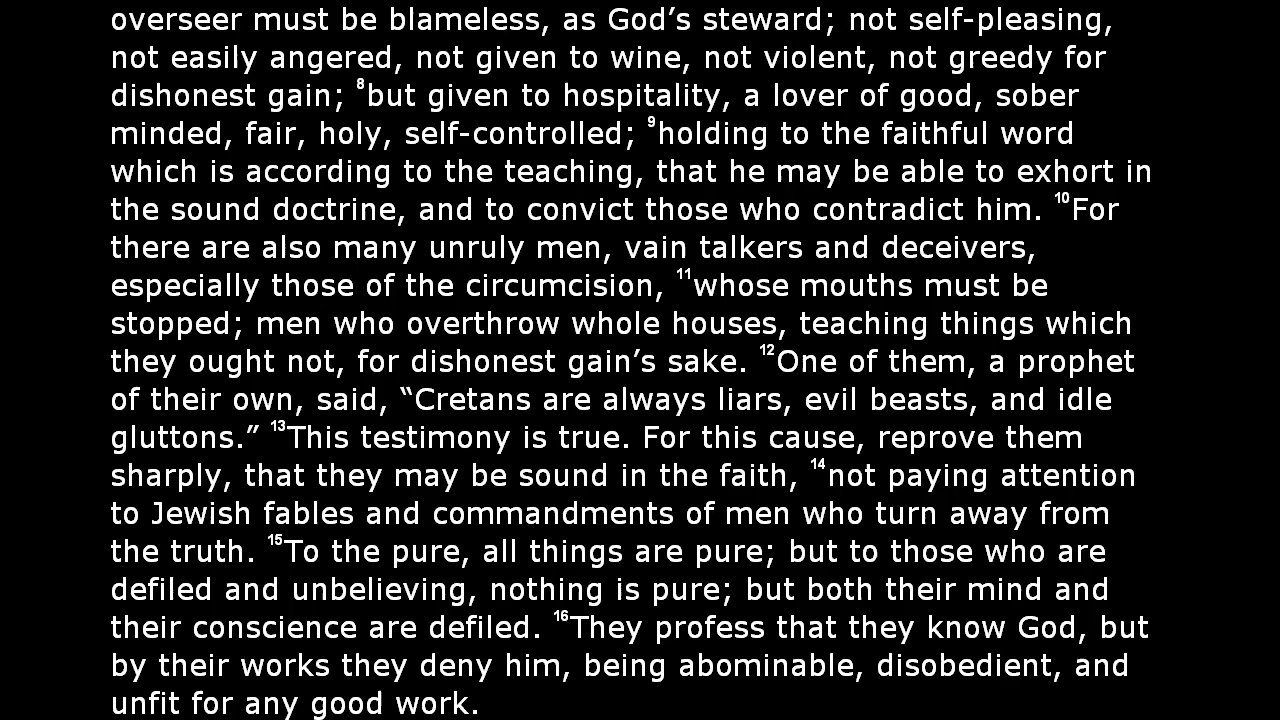 overseer must be blameless, as God’s steward; not self-pleasing,
not easily angered, not given to wine, not violent, not greedy for
dishonest gain; ⁸but given to hospitality, a lover of good, sober
minded, fair, holy, self-controlled; ⁹holding to the faithful word
which is according to the teaching, that he may be able to exhort in
the sound doctrine, and to convict those who contradict him. ¹⁰For
there are also many unruly men, vain talkers and deceivers,
especially those of the circumcision, ¹¹whose mouths must be
stopped; men who overthrow whole houses, teaching things which
they ought not, for dishonest gain’s sake. ¹²One of them, a prophet
of their own, said, “Cretans are always liars, evil beasts, and idle
gluttons.” ¹³This testimony is true. For this cause, reprove them
sharply, that they may be sound in the faith, ¹⁴not paying attention
to Jewish fables and commandments of men who turn away from
the truth. ¹⁵To the pure, all things are pure; but to those who are
defiled and unbelieving, nothing is pure; but both their mind and
their conscience are defiled. ¹⁶They profess that they know God, but
by their works they deny him, being abominable, disobedient, and
unfit for any good work.